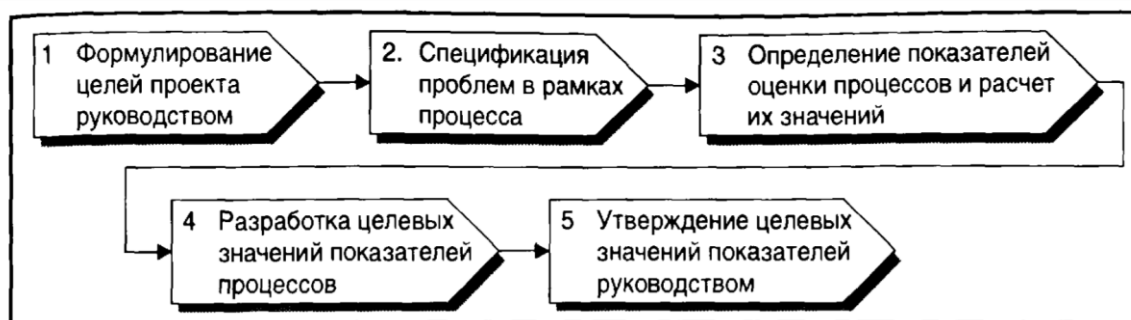 1 Формулирование
целей проекта
руководством
2. Спецификация
проблем в рамках
процесса
3 Определение показателей
оценки процессов и расчет
их значений
4 Разработка целевых
значений показателей
процессов
5 Утверждение целевых
значений показателей
руководством